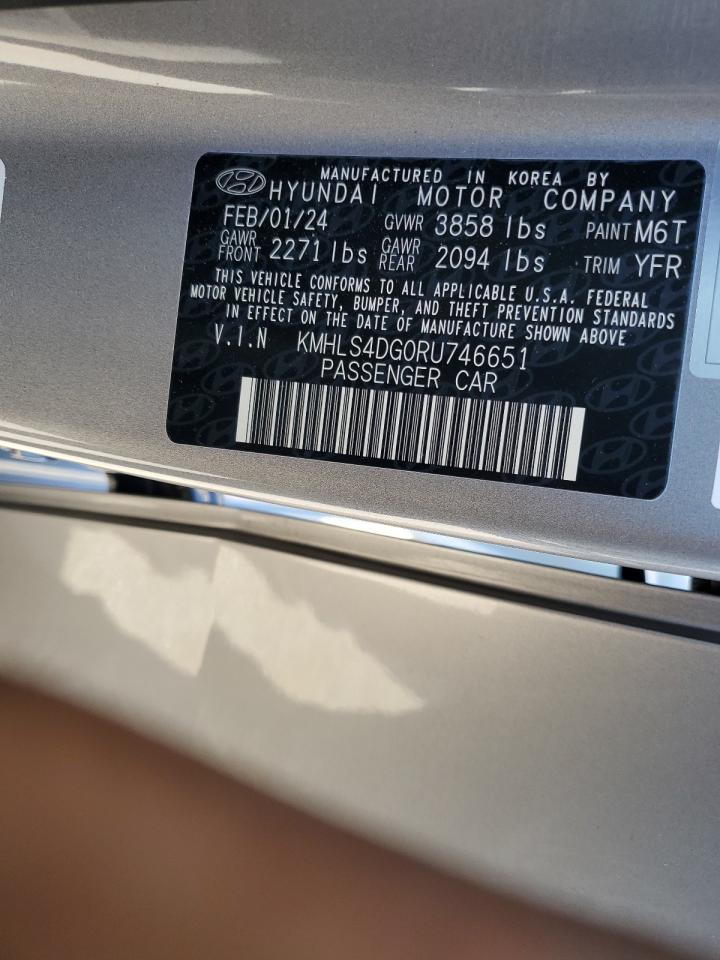 MANUFACTURED IN KOREA BY
HYUNDAI MOTOR COMPANY
FEB/01/24 GVWR 3858 lbs PAINT M6T
GAWR FRONT 2271 lbs GAWR REAR 2094 lbs TRIM YFR
THIS VEHICLE CONFORMS TO ALL APPLICABLE U.S.A. FEDERAL
MOTOR VEHICLE SAFETY, BUMPER, AND THEFT PREVENTION STANDARDS
IN EFFECT ON THE DATE OF MANUFACTURE SHOWN ABOVE
V.I.N KMHLS4DG0RU746651
PASSENGER CAR